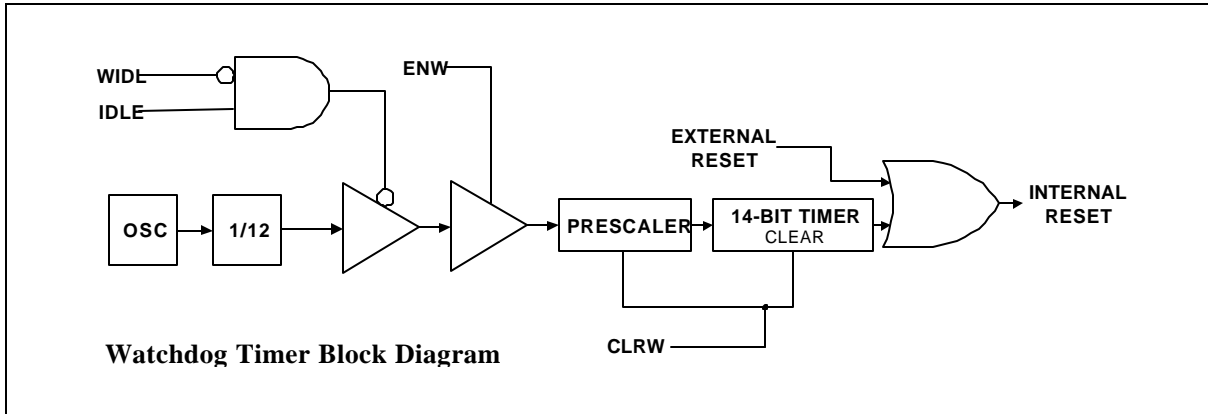 WIDL
IDLE
ENW
EXTERNAL
RESET
INTERNAL
RESET
OSC
1/12
PRESCALER
14-BIT TIMER
CLEAR
CLRW
Watchdog Timer Block Diagram